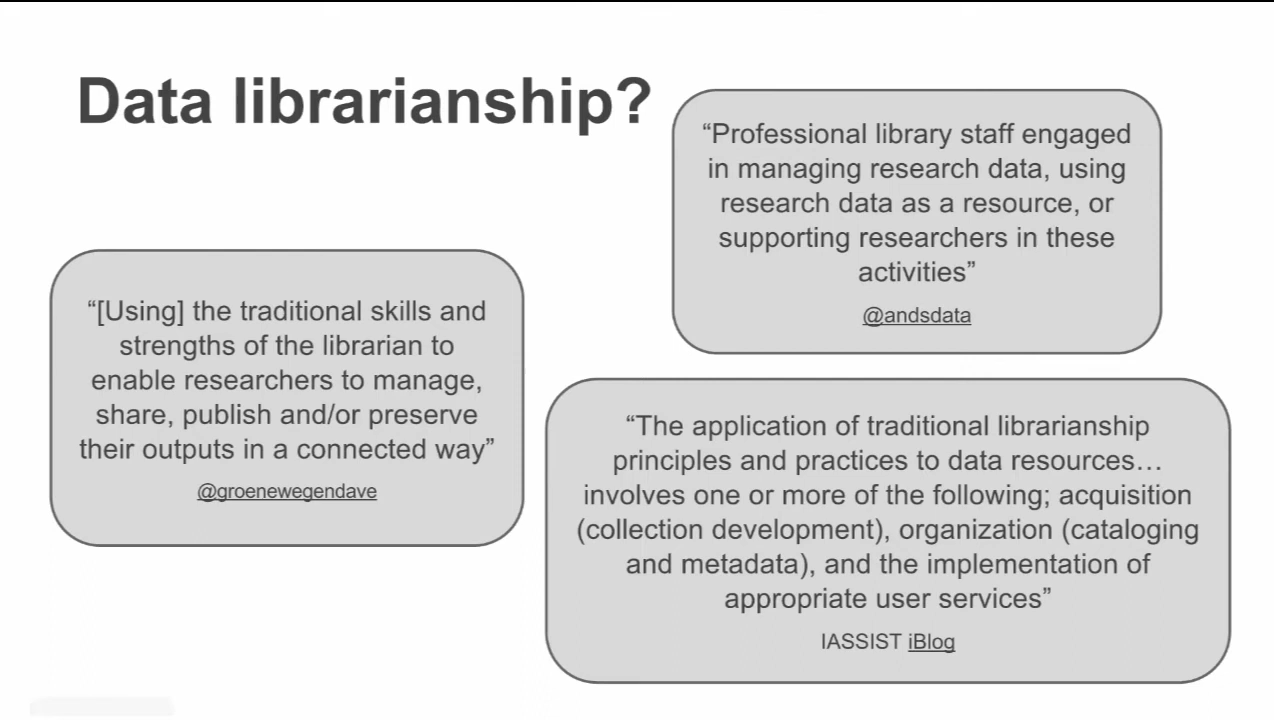 Data librarianship?
“Professional library staff engaged
in managing research data, using
research data as a resource, or
supporting researchers in these
activities”
@andsdata
“[Using] the traditional skills and
strengths of the librarian to
enable researchers to manage,
share, publish and/or preserve
their outputs in a connected way”
@groenewegendave
“The application of traditional librarianship
principles and practices to data resources…
involves one or more of the following; acquisition
(collection development), organization (cataloging
and metadata), and the implementation of
appropriate user services”
IASSIST iBlog